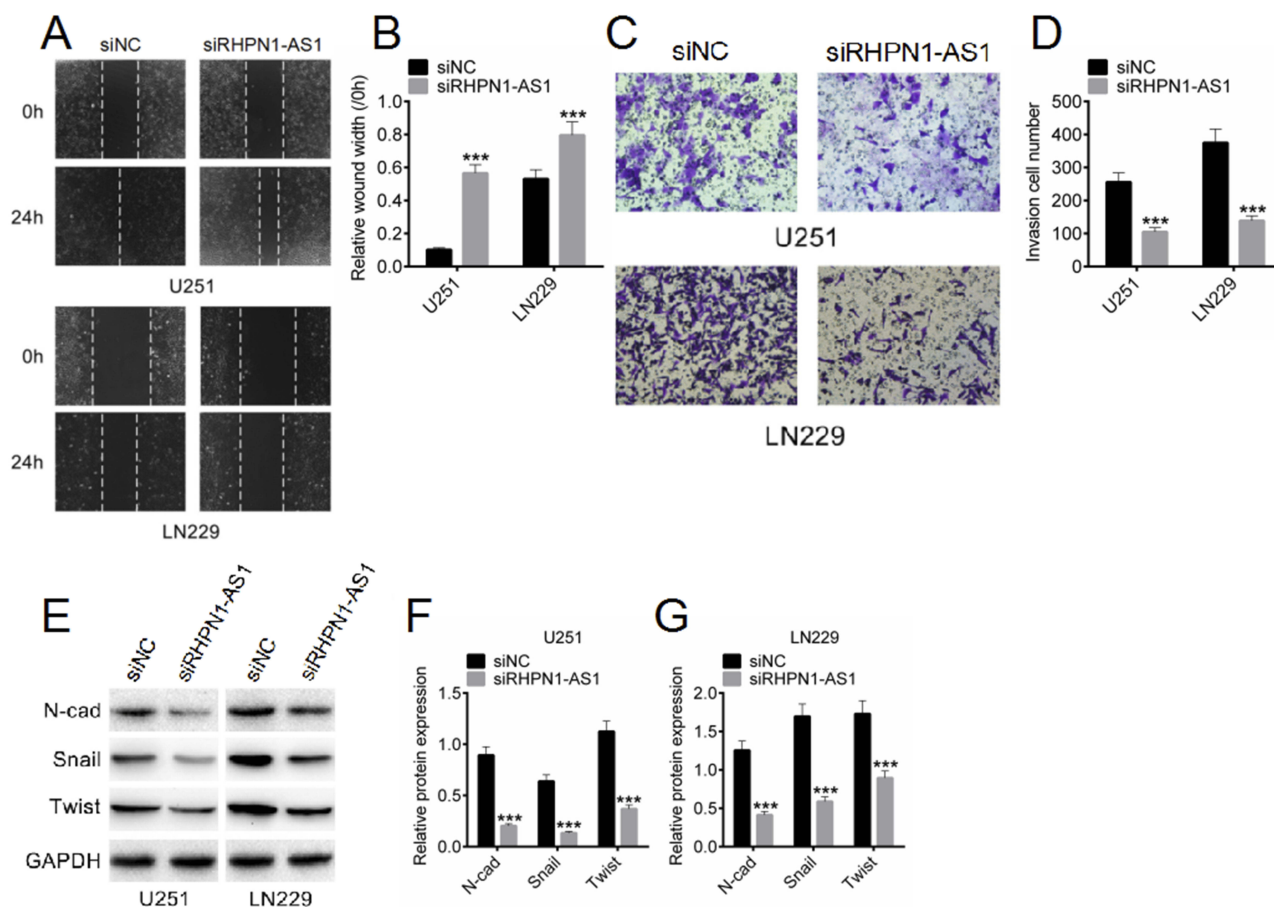 A
siNC
siRHPN1-AS1
0h
24h
U251
0h
24h
LN229
B
siNC
siRHPN1-AS1
Relative wound width (/0h)
1.0
0.8
0.6
0.4
0.2
0.0
***
***
U251
LN229
C
siNC
siRHPN1-AS1
U251
LN229
D
siNC
siRHPN1-AS1
Invasion cell number
500
400
300
200
100
0
***
***
U251
LN229
E
siNC
siRHPN1-AS1
siNC
siRHPN1-AS1
N-cad
Snail
Twist
GAPDH
U251
LN229
F
U251
siNC
siRHPN1-AS1
Relative protein expression
1.5
1.0
0.5
0.0
***
***
***
N-cad
Snail
Twist
G
LN229
siNC
siRHPN1-AS1
Relative protein expression
2.0
1.5
1.0
0.5
0.0
***
***
***
N-cad
Snail
Twist